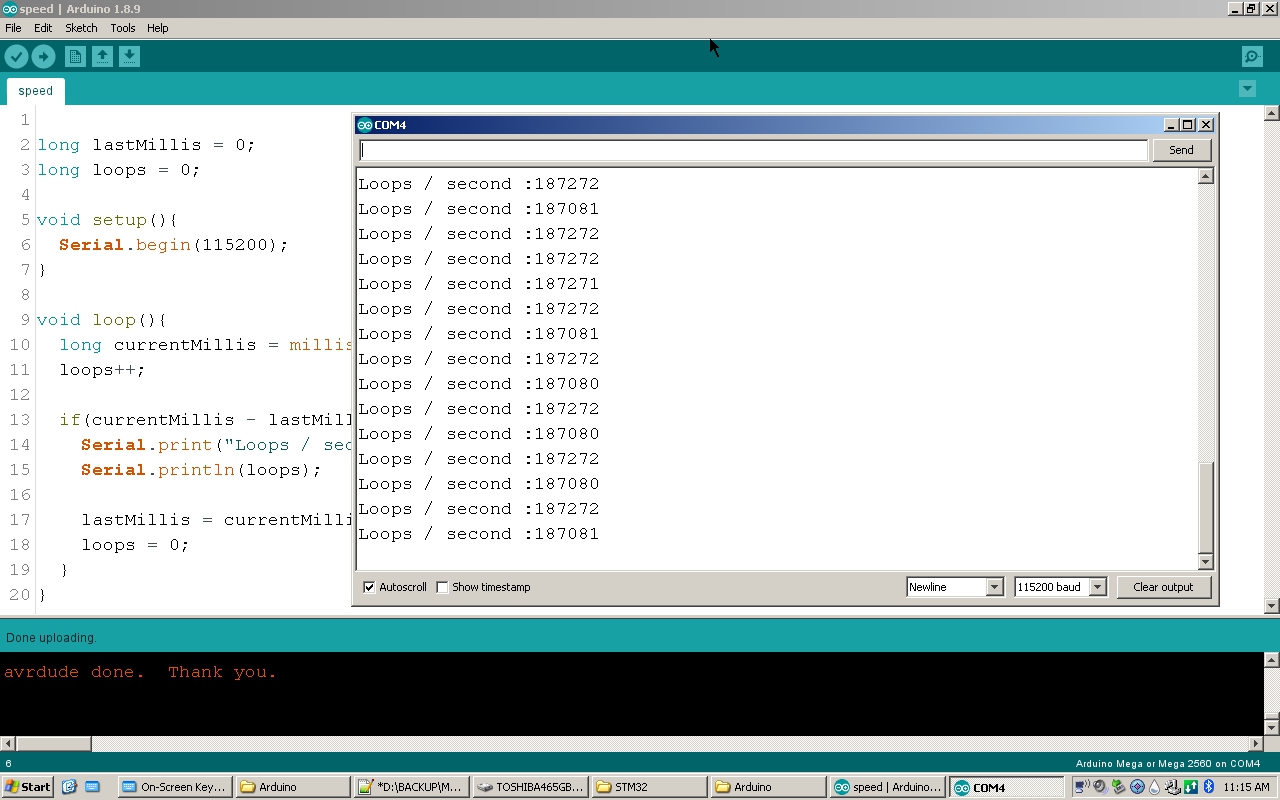 speed | Arduino 1.8.9
File Edit Sketch Tools Help
speed
1
2 long lastMillis = 0;
3 long loops = 0;
4
5 void setup(){
6 Serial.begin(115200);
7 }
8
9 void loop(){
10 long currentMillis = millis
11 loops++;
12
13 if(currentMillis - lastMill
14 Serial.print("Loops / sec
15 Serial.println(loops);
16
17 lastMillis = currentMilli
18 loops = 0;
19 }
20 }
COM4
Send
Loops / second :187272
Loops / second :187081
Loops / second :187272
Loops / second :187272
Loops / second :187271
Loops / second :187272
Loops / second :187081
Loops / second :187272
Loops / second :187080
Loops / second :187272
Loops / second :187080
Loops / second :187272
Loops / second :187080
Loops / second :187272
Loops / second :187081
Autoscroll Show timestamp Newline 115200 baud Clear output
Done uploading.
avrdude done.  Thank you.
6 Arduino Mega or Mega 2560 on COM4
Start On-Screen Key... Arduino *D:\BACKUP\M... TOSHIBA465GB... STM32 Arduino speed | Arduino... COM4 11:15 AM